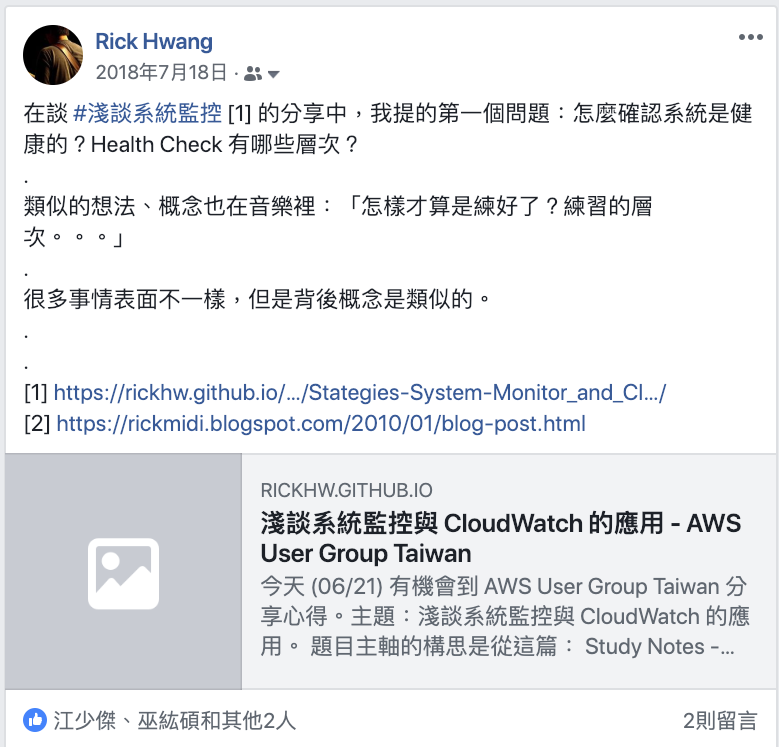 Rick Hwang
2018年7月18日 ·
在談 #淺談系統監控 [1] 的分享中，我提的第一個問題：怎麼確認系統是健
康的？Health Check 有哪些層次？
.
類似的想法、概念也在音樂裡：「怎樣才算是練好了？練習的層
次。。。」
.
很多事情表面不一樣，但是背後概念是類似的。
.
.
[1] https://rickhw.github.io/.../Stategies-System-Monitor_and_Cl.../
[2] https://rickmidi.blogspot.com/2010/01/blog-post.html
RICKHW.GITHUB.IO
淺談系統監控與 CloudWatch 的應用 - AWS
User Group Taiwan
今天 (06/21) 有機會到 AWS User Group Taiwan 分
享心得。主題：淺談系統監控與 CloudWatch 的應
用。 題目主軸的構思是從這篇： Study Notes -...
江少傑、巫紘碩和其他2人
2則留言